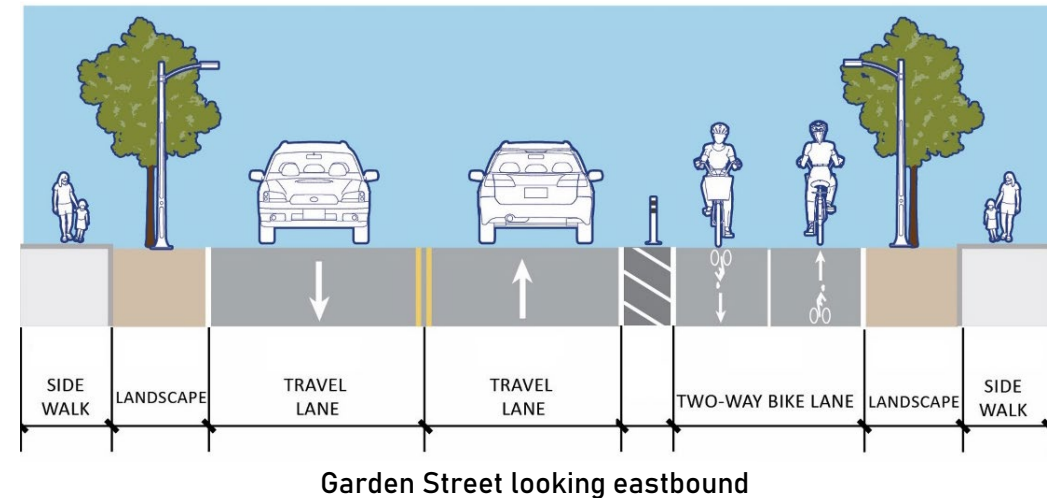 SIDE
WALK
LANDSCAPE
TRAVEL
LANE
TRAVEL
LANE
TWO-WAY BIKE LANE
LANDSCAPE
SIDE
WALK
Garden Street looking eastbound